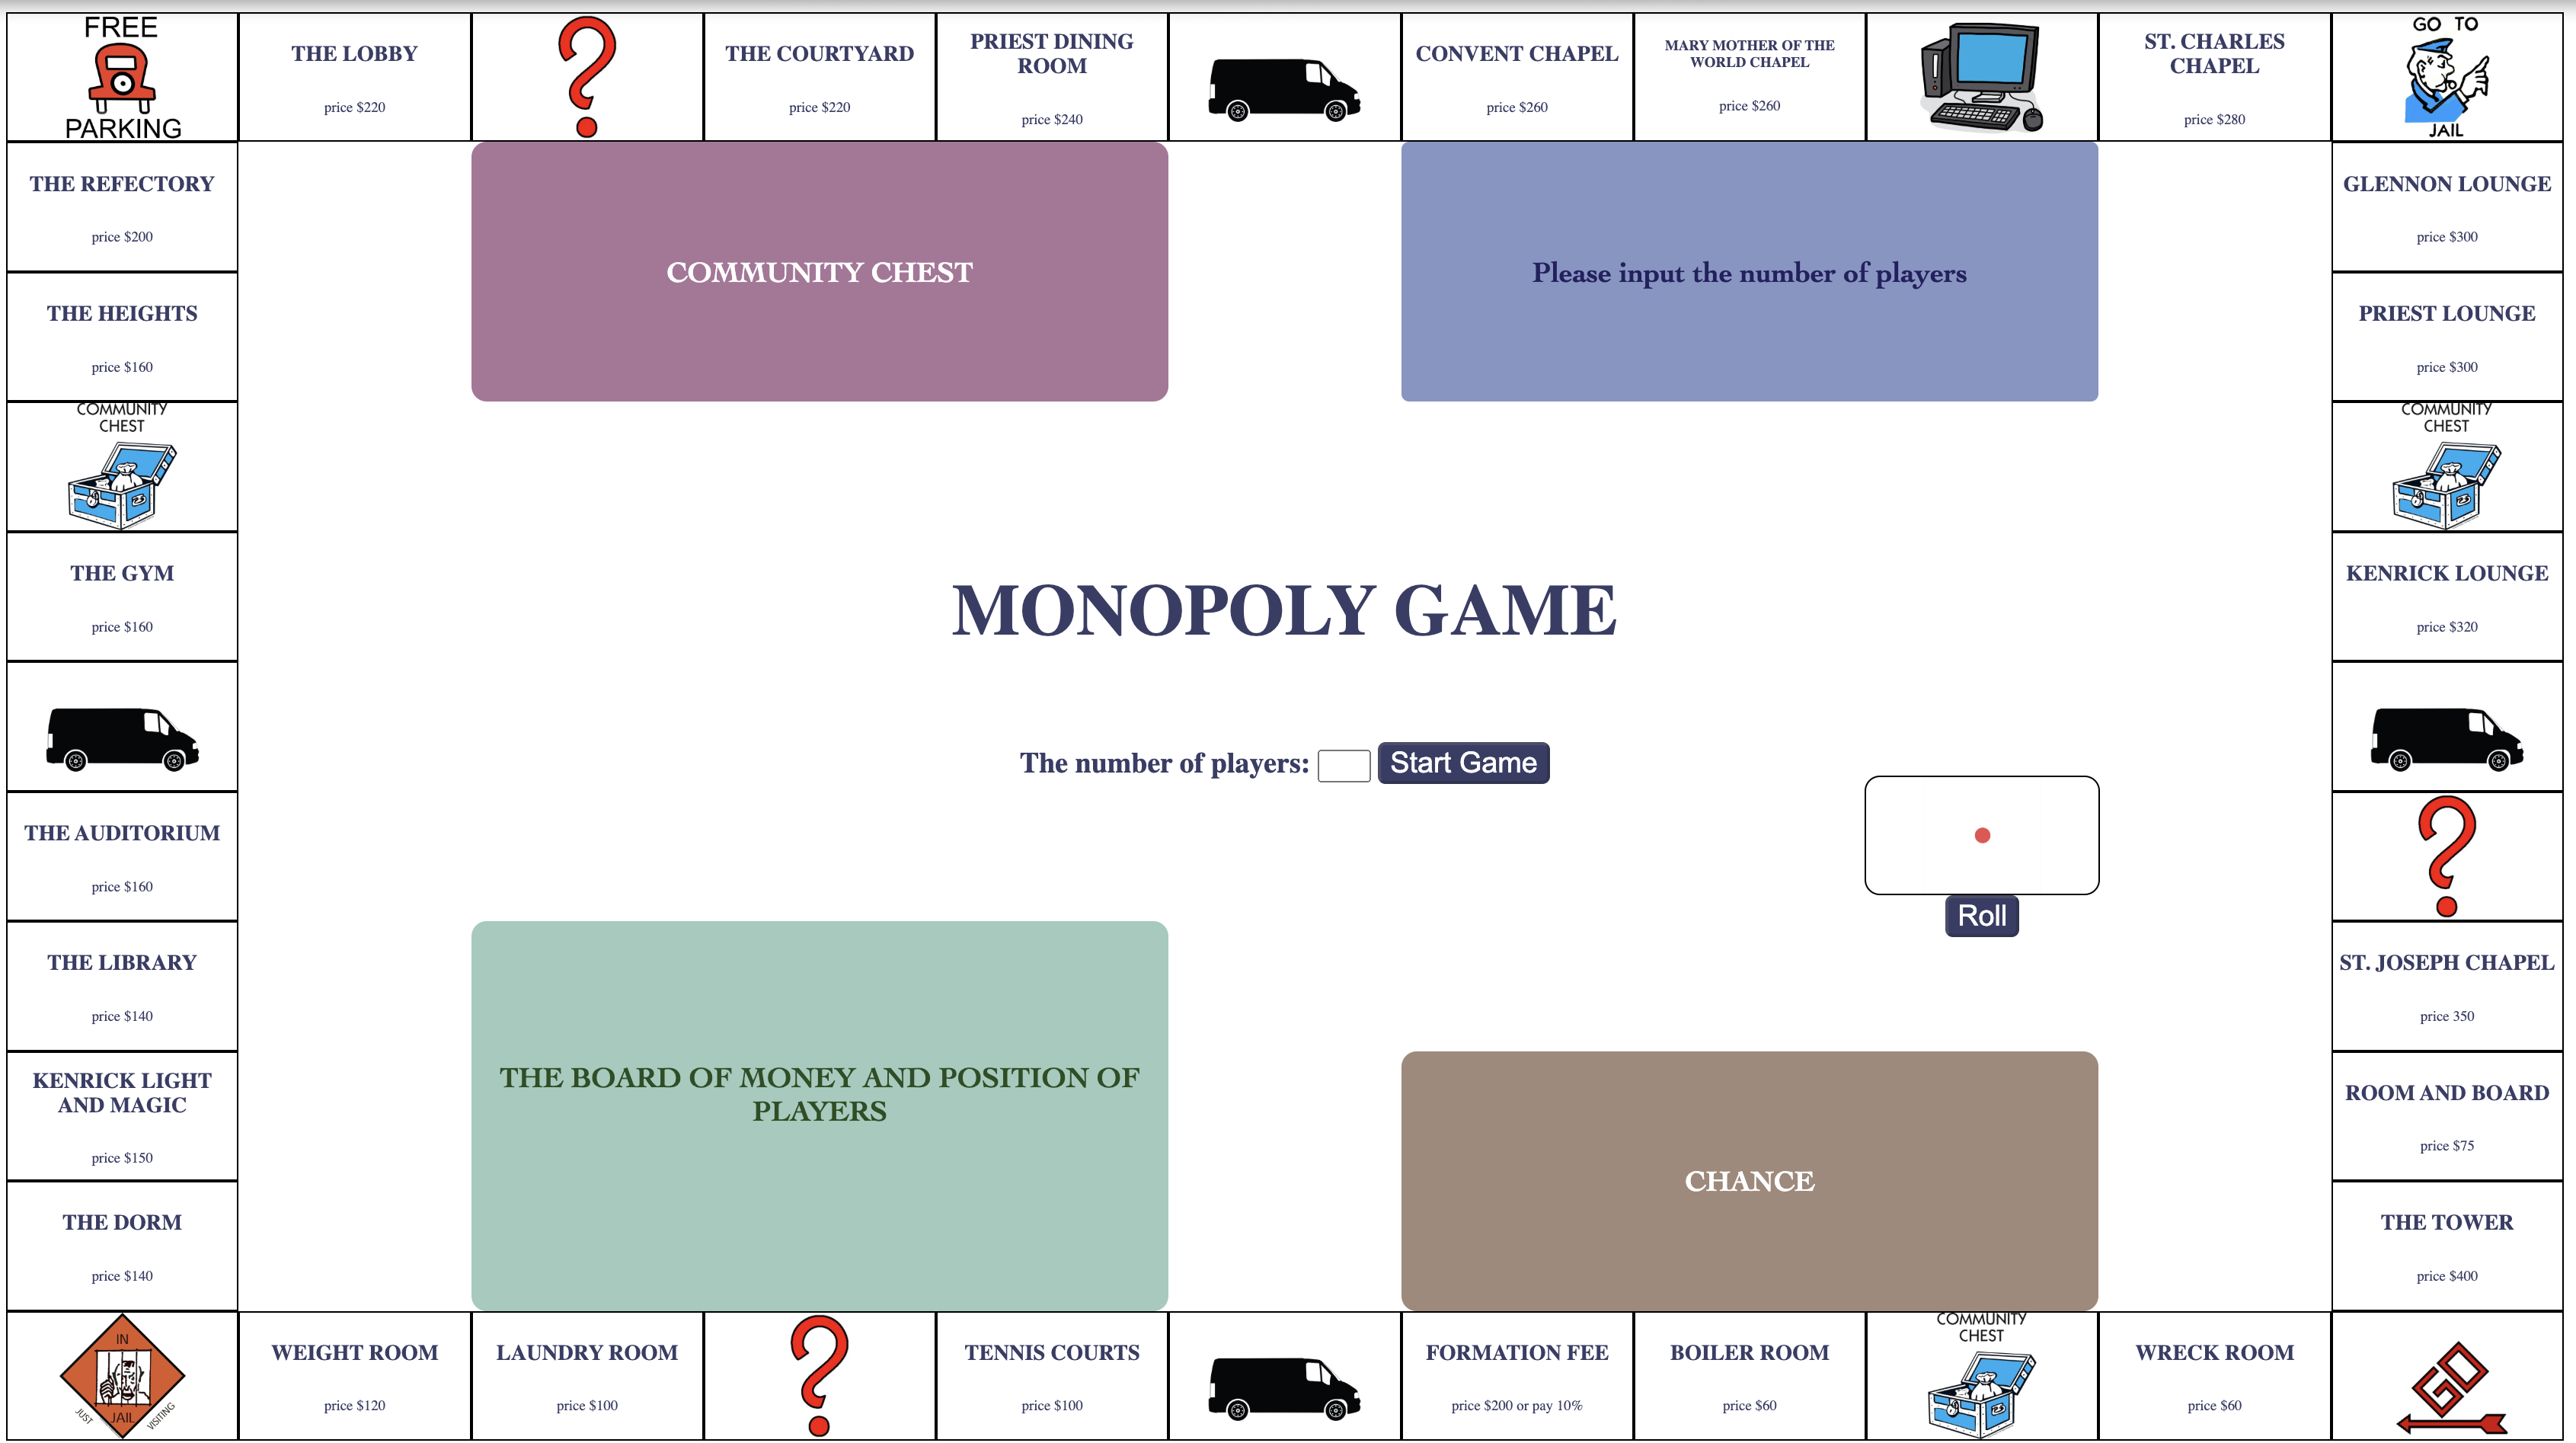 FREE
PARKING
THE LOBBY
price $220
THE COURTYARD
price $220
PRIEST DINING
ROOM
price $240
CONVENT CHAPEL
price $260
MARY MOTHER OF THE
WORLD CHAPEL
price $260
ST. CHARLES
CHAPEL
price $280
GO TO
JAIL
THE REFECTORY
price $200
COMMUNITY CHEST
Please input the number of players
GLENNON LOUNGE
price $300
THE HEIGHTS
price $160
PRIEST LOUNGE
price $300
COMMUNITY
CHEST
COMMUNITY
CHEST
THE GYM
price $160
MONOPOLY GAME
KENRICK LOUNGE
price $320
The number of players:
Start Game
THE AUDITORIUM
price $160
Roll
THE LIBRARY
price $140
ST. JOSEPH CHAPEL
price 350
KENRICK LIGHT
AND MAGIC
price $150
THE BOARD OF MONEY AND POSITION OF
PLAYERS
CHANCE
ROOM AND BOARD
price $75
THE DORM
price $140
THE TOWER
price $400
IN
JAIL
JUST
VISITING
WEIGHT ROOM
price $120
LAUNDRY ROOM
price $100
TENNIS COURTS
price $100
FORMATION FEE
price $200 or pay 10%
BOILER ROOM
price $60
COMMUNITY
CHEST
WRECK ROOM
price $60
GO